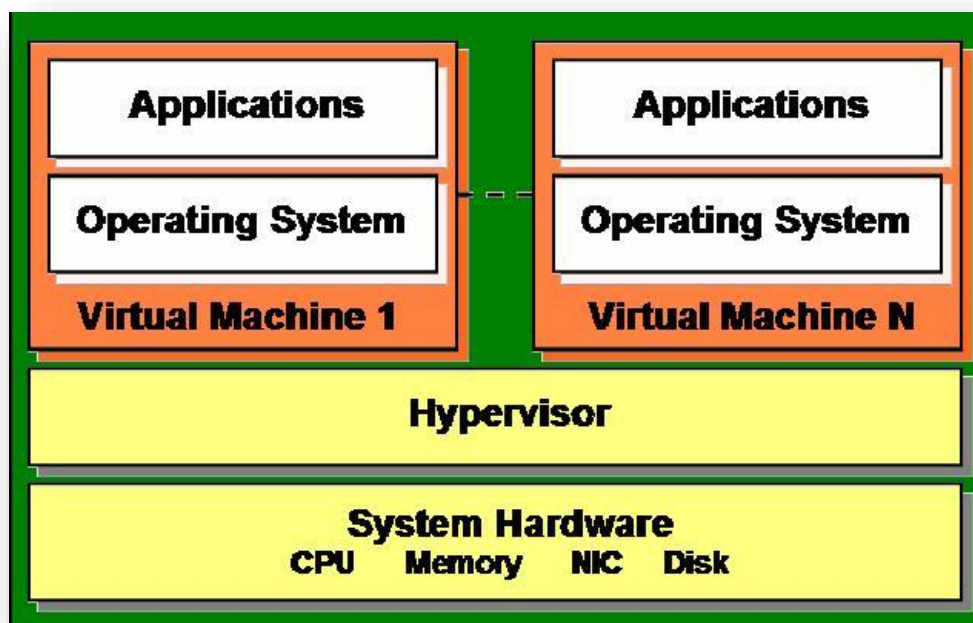 Applications
Operating System
Virtual Machine 1
Applications
Operating System
Virtual Machine N
Hypervisor
System Hardware
CPU Memory NIC Disk